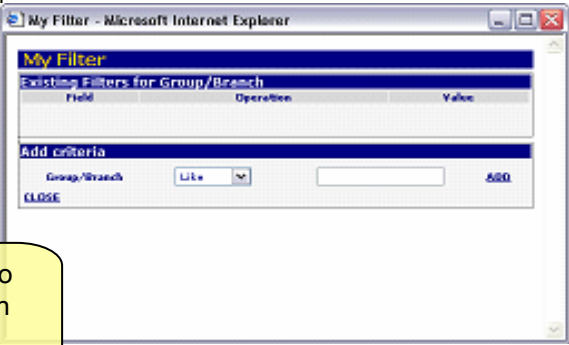 My Filter - Microsoft Internet Explorer
My Filter
Existing Filters for Group/Branch
Field Operation Value
Add criteria
Group/Branch Like ADD
CLOSE
o
n